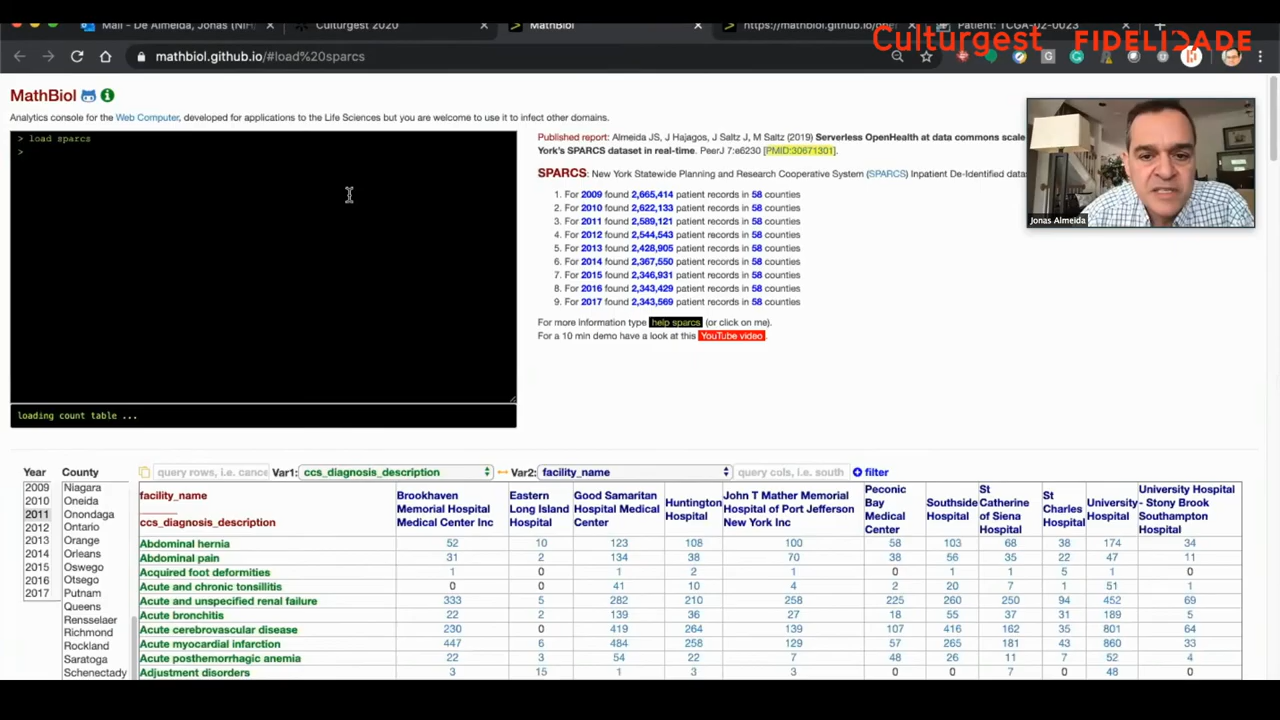 Mail - De Almeida, Jonas (NIH
Culturgest 2020
MathBiol
https://mathbiol.github.io/
Patient: TCGA-02-0023
Culturgest FIDELIDADE
mathbiol.github.io/#load%20sparcs
MathBiol
Analytics console for the Web Computer, developed for applications to the Life Sciences but you are welcome to use it to infect other domains.
> load sparcs
>
loading count table ...
Published report: Almeida JS, J Hajagos, J Saltz J, M Saltz (2019) Serverless OpenHealth at data commons scale
York's SPARCS dataset in real-time. PeerJ 7:e6230 [PMID:30671301].
SPARCS: New York Statewide Planning and Research Cooperative System (SPARCS) Inpatient De-Identified
1. For 2009 found 2,665,414 patient records in 58 counties
2. For 2010 found 2,622,133 patient records in 58 counties
3. For 2011 found 2,589,121 patient records in 58 counties
4. For 2012 found 2,544,543 patient records in 58 counties
5. For 2013 found 2,428,905 patient records in 58 counties
6. For 2014 found 2,367,550 patient records in 58 counties
7. For 2015 found 2,346,931 patient records in 58 counties
8. For 2016 found 2,343,429 patient records in 58 counties
9. For 2017 found 2,343,569 patient records in 58 counties
For more information type help sparcs (or click on me).
For a 10 min demo have a look at this YouTube video
Jonas Almeida
Year County
2009
2010
2011
2012
2013
2014
2015
2016
2017
Niagara
Oneida
Onondaga
Ontario
Orange
Orleans
Oswego
Otsego
Putnam
Queens
Rensselaer
Richmond
Rockland
Saratoga
Schenectady
query rows, i.e. cance Var1: ccs_diagnosis_description Var2: facility_name query cols, i.e. south filter
facility_name
ccs_diagnosis_description
Brookhaven Memorial Hospital Medical Center Inc
Eastern Long Island Hospital
Good Samaritan Hospital Medical Center
Huntington Hospital
John T Mather Memorial Hospital of Port Jefferson New York Inc
Peconic Bay Medical Center
Southside Hospital
St Catherine of Siena Hospital
St Charles Hospital
University Hospital
University Hospital - Stony Brook Southampton Hospital
Abdominal hernia 52 10 123 108 100 58 103 68 38 174 34
Abdominal pain 31 2 134 38 70 38 56 35 22 47 11
Acquired foot deformities 1 0 1 2 1 0 1 1 5 1 0
Acute and chronic tonsillitis 0 0 41 10 4 2 20 7 1 51 1
Acute and unspecified renal failure 333 5 282 210 258 225 260 250 94 452 69
Acute bronchitis 22 2 139 36 27 18 55 37 31 189 5
Acute cerebrovascular disease 230 0 419 264 139 107 416 162 35 801 64
Acute myocardial infarction 447 6 484 258 129 57 265 181 43 860 33
Acute posthemorrhagic anemia 22 3 54 22 7 48 26 11 7 52 4
Adjustment disorders 3 15 1 3 3 0 0 7 0 48 0